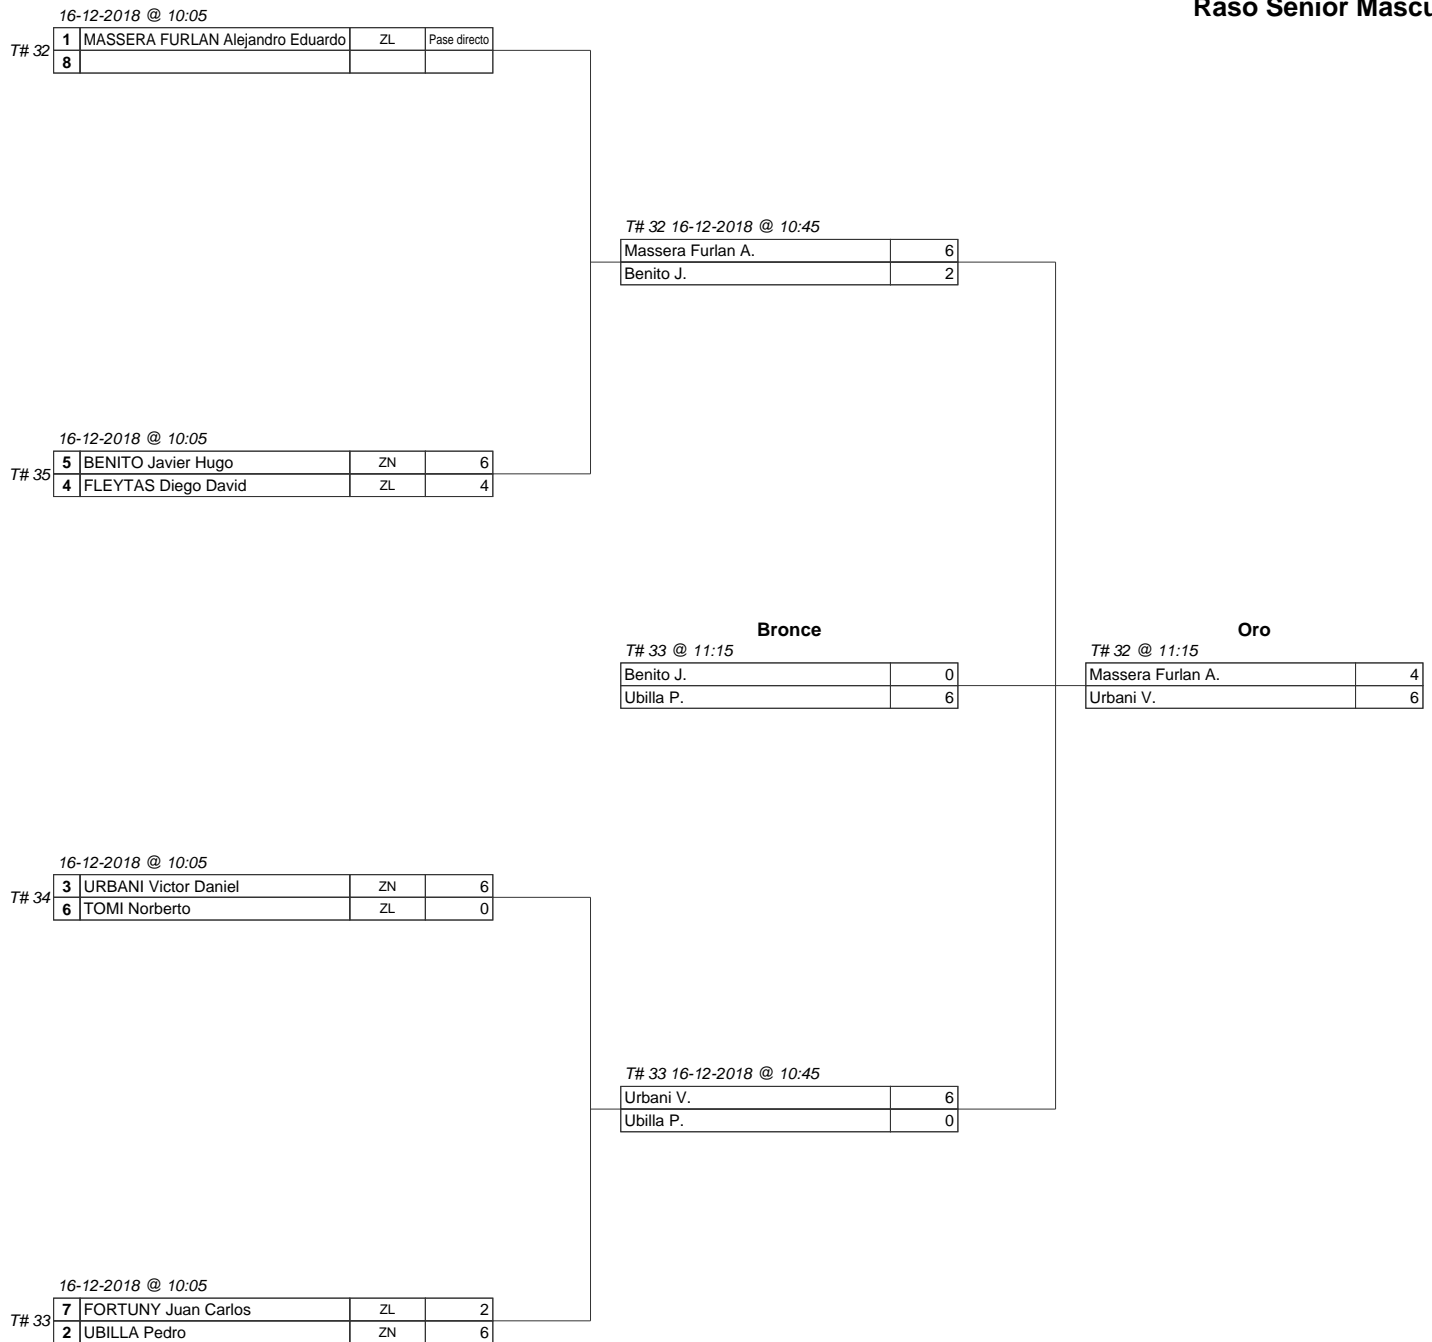 Raso Senior Mascu
16-12-2018 @ 10:05
T# 32
1 MASSERA FURLAN Alejandro Eduardo ZL Pase directo
8
T# 32 16-12-2018 @ 10:45
Massera Furlan A. 6
Benito J. 2
16-12-2018 @ 10:05
T# 35
5 BENITO Javier Hugo ZN 6
4 FLEYTAS Diego David ZL 4
Bronce
T# 33 @ 11:15
Benito J. 0
Ubilla P. 6
Oro
T# 32 @ 11:15
Massera Furlan A. 4
Urbani V. 6
16-12-2018 @ 10:05
T# 34
3 URBANI Victor Daniel ZN 6
6 TOMI Norberto ZL 0
T# 33 16-12-2018 @ 10:45
Urbani V. 6
Ubilla P. 0
16-12-2018 @ 10:05
T# 33
7 FORTUNY Juan Carlos ZL 2
2 UBILLA Pedro ZN 6